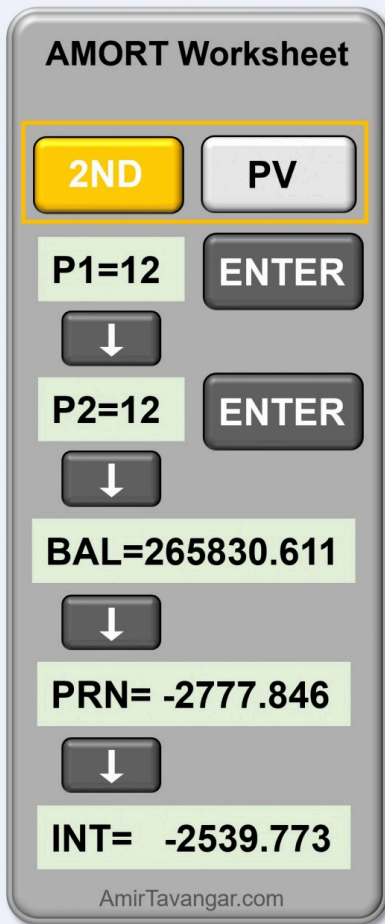 AMORT Worksheet
2ND PV
P1=12 ENTER
↓
P2=12 ENTER
↓
BAL=265830.611
↓
PRN= -2777.846
↓
INT= -2539.773
AmirTavangar.com